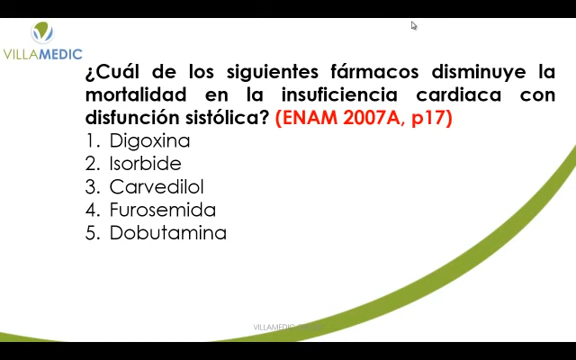 VILLAMEDIC
¿Cuál de los siguientes fármacos disminuye la
mortalidad en la insuficiencia cardiaca con
disfunción sistólica? (ENAM 2007A, p17)
1. Digoxina
2. Isorbide
3. Carvedilol
4. Furosemida
5. Dobutamina
VILLAMEDIC